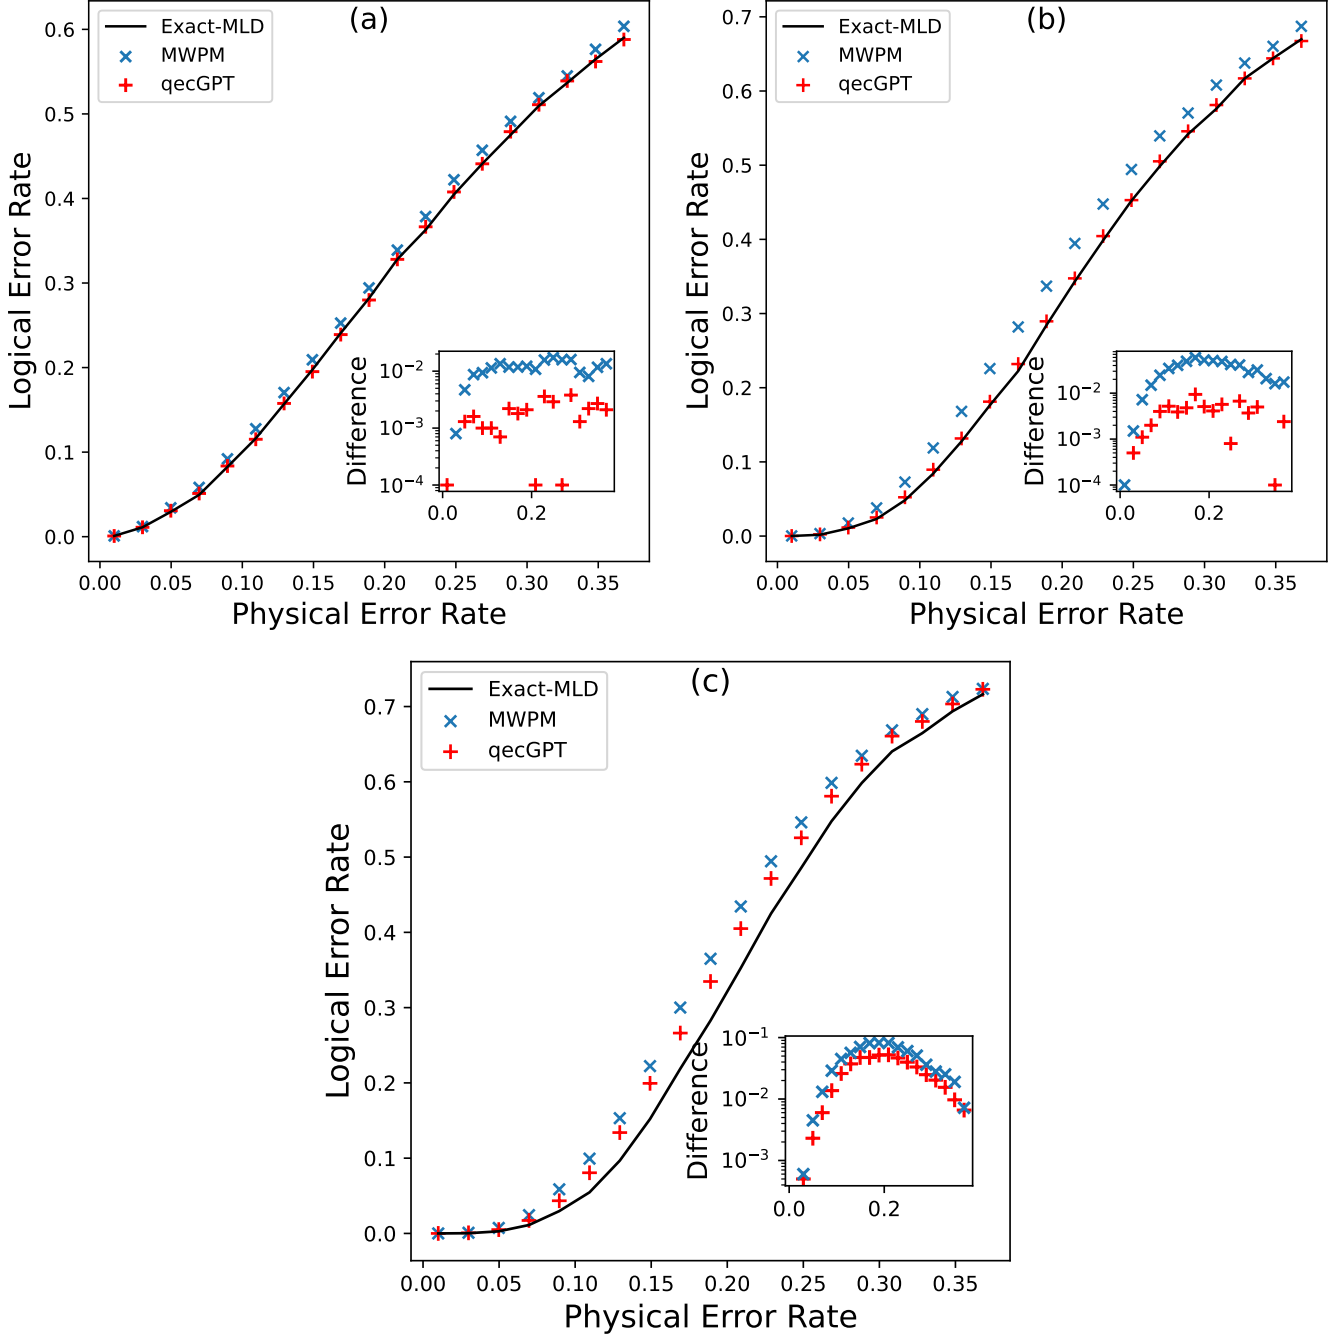 (a)
Exact-MLD
MWPM
qecGPT
Logical Error Rate
0.6
0.5
0.4
0.3
0.2
0.1
0.0
0.00 0.05 0.10 0.15 0.20 0.25 0.30 0.35
Physical Error Rate
Difference
10−2
10−3
10−4
0.0 0.2
(b)
Exact-MLD
MWPM
qecGPT
Logical Error Rate
0.7
0.6
0.5
0.4
0.3
0.2
0.1
0.0
0.00 0.05 0.10 0.15 0.20 0.25 0.30 0.35
Physical Error Rate
Difference
10−2
10−3
10−4
0.0 0.2
(c)
Exact-MLD
MWPM
qecGPT
Logical Error Rate
0.7
0.6
0.5
0.4
0.3
0.2
0.1
0.0
0.00 0.05 0.10 0.15 0.20 0.25 0.30 0.35
Physical Error Rate
Difference
10−1
10−2
10−3
0.0 0.2